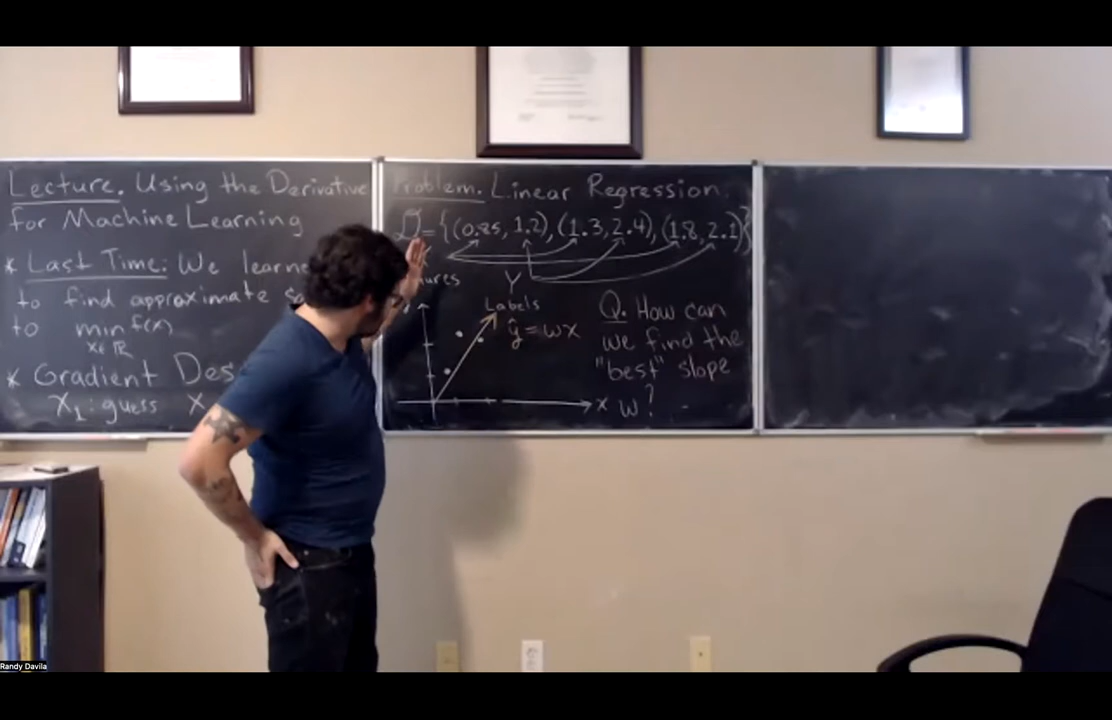 Lecture. Using the Derivative
for Machine Learning
* Last Time: We learne
to find approximate s
to min f(x)
x∈ℝ
* Gradient Des
X₁: guess X
Problem. Linear Regression.
D = {(0.85, 1.2), (1.3, 2.4), (1.8, 2.1)}
ures
Y
Labels
ŷ = wx
x
Q. How can
we find the
"best" slope
w?
Randy Davila